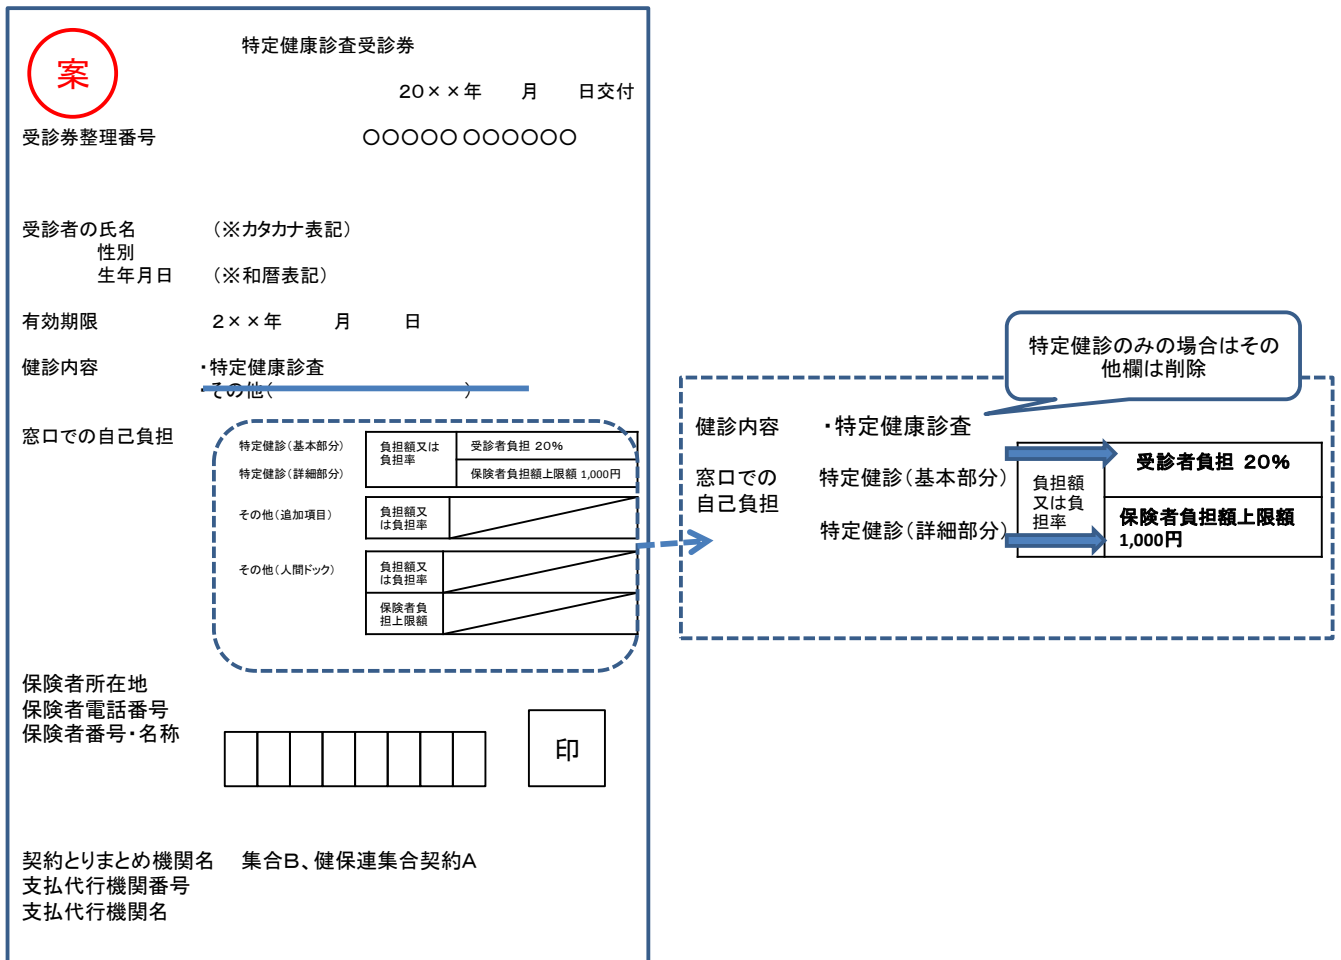 案
特定健康診査受診券
20××年　月　日交付
受診券整理番号　○○○○○ ○○○○○○
受診者の氏名　（※カタカナ表記）
性別
生年月日　（※和暦表記）
有効期限　2××年　月　日
健診内容　・特定健康診査
・その他（　）
窓口での自己負担
特定健診（基本部分）
特定健診（詳細部分）
負担額又は
負担率
受診者負担 20%
保険者負担額上限額 1,000円
その他（追加項目）
負担額又
は負担率
その他（人間ドック）
負担額又
は負担率
保険者負
担上限額
保険者所在地
保険者電話番号
保険者番号・名称
印
契約とりまとめ機関名　集合B、健保連集合契約A
支払代行機関番号
支払代行機関名
特定健診のみの場合はその
他欄は削除
健診内容　・特定健康診査
窓口での
自己負担
特定健診（基本部分）
特定健診（詳細部分）
負担額
又は負
担率
受診者負担 20%
保険者負担額上限額
1,000円